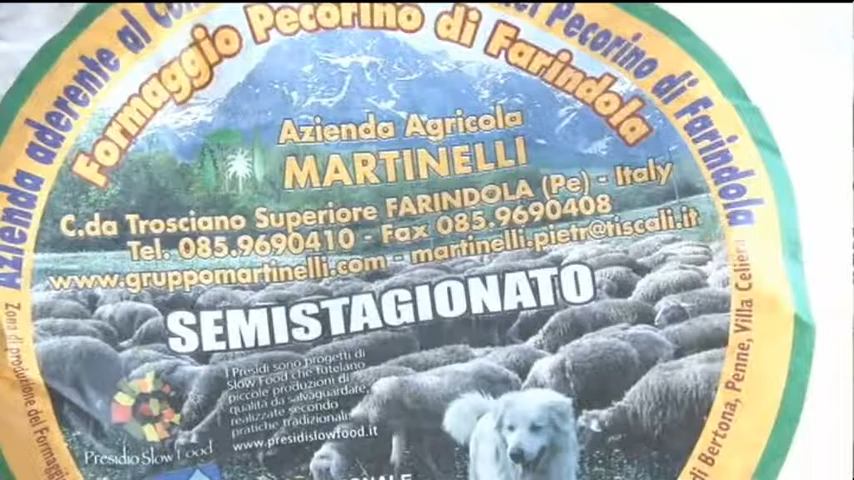 Azienda aderente al
del Pecorino di Farindola
Formaggio Pecorino di Farindola
Azienda Agricola
MARTINELLI
C.da Trosciano Superiore FARINDOLA (Pe) - Italy
Tel. 085.9690410 - Fax 085.9690408
www.gruppomartinelli.com - martinelli.pietr@tiscali.it
SEMISTAGIONATO
I Presìdi sono progetti di
Slow Food che tutelano
piccole produzioni di
qualità da salvaguardare,
realizzate secondo
pratiche tradizionali.
www.presidislowfood.it
Presìdio Slow Food
Zona di produzione del Formaggio
di Bertona, Penne, Villa Celiera